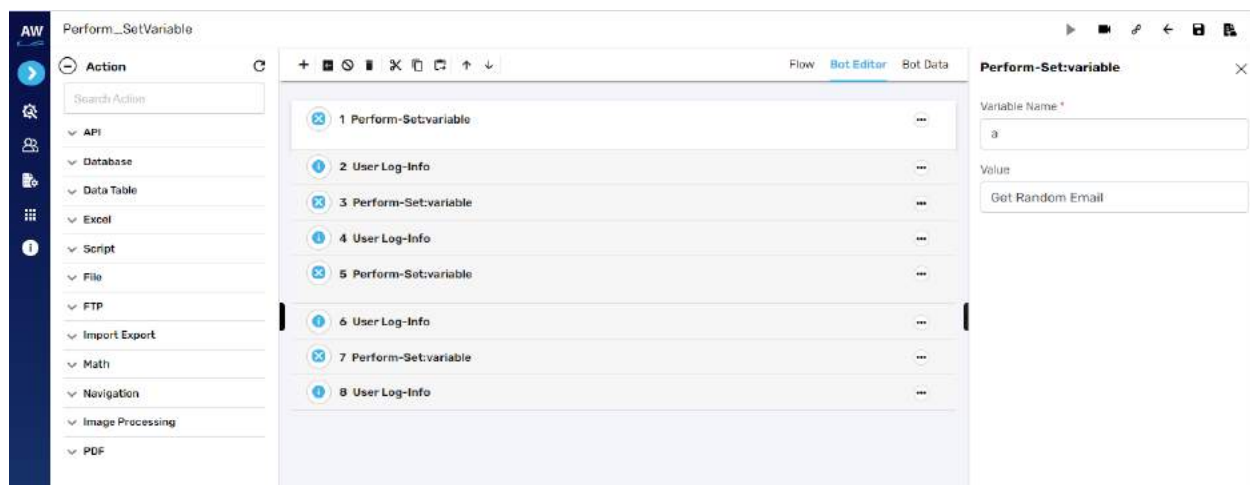 AW
Perform_SetVariable
Action
Search Action
API
Database
Data Table
Excel
Script
File
FTP
Import Export
Math
Navigation
Image Processing
PDF
Flow Bot Editor Bot Data
1 Perform-Set:variable
2 User Log-Info
3 Perform-Set:variable
4 User Log-Info
5 Perform-Set:variable
6 User Log-Info
7 Perform-Set:variable
8 User Log-Info
Perform-Set:variable
Variable Name *
a
Value
Get Random Email